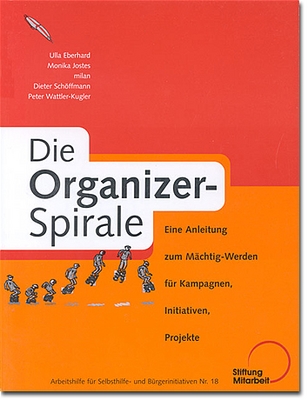 Ulla Eberhard
Monika Jostes
milan
Dieter Schöffmann
Peter Wattler-Kugler
Die
Organizer-
Spirale
Eine Anleitung
zum Mächtig-Werden
für Kampagnen,
Initiativen,
Projekte
Stiftung
Mitarbeit
Arbeitshilfe für Selbsthilfe- und Bürgerinitiativen Nr. 18